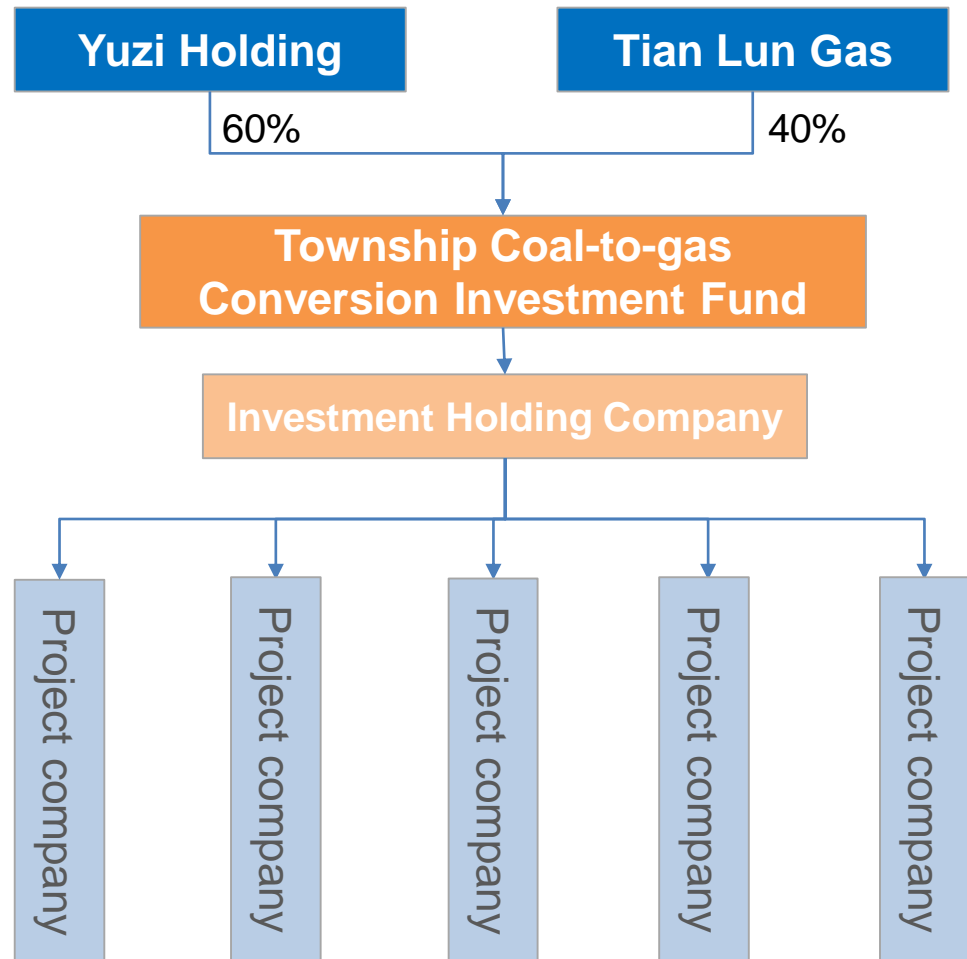 Yuzi Holding
Tian Lun Gas
60%
40%
Township Coal-to-gas
Conversion Investment Fund
Investment Holding Company
Project company
Project company
Project company
Project company
Project company